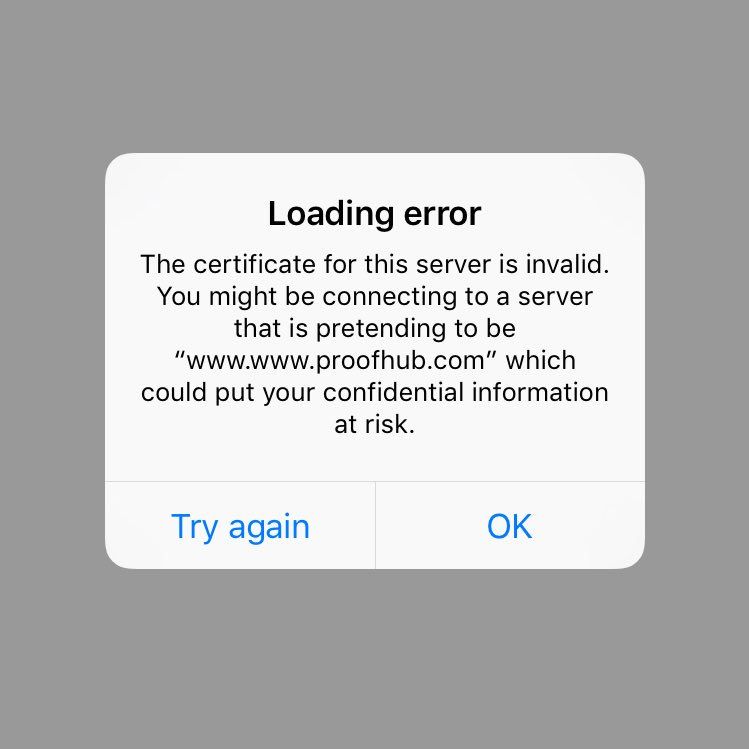 Loading error
The certificate for this server is invalid.
You might be connecting to a server
that is pretending to be
“www.www.proofhub.com” which
could put your confidential information
at risk.
Try again
OK